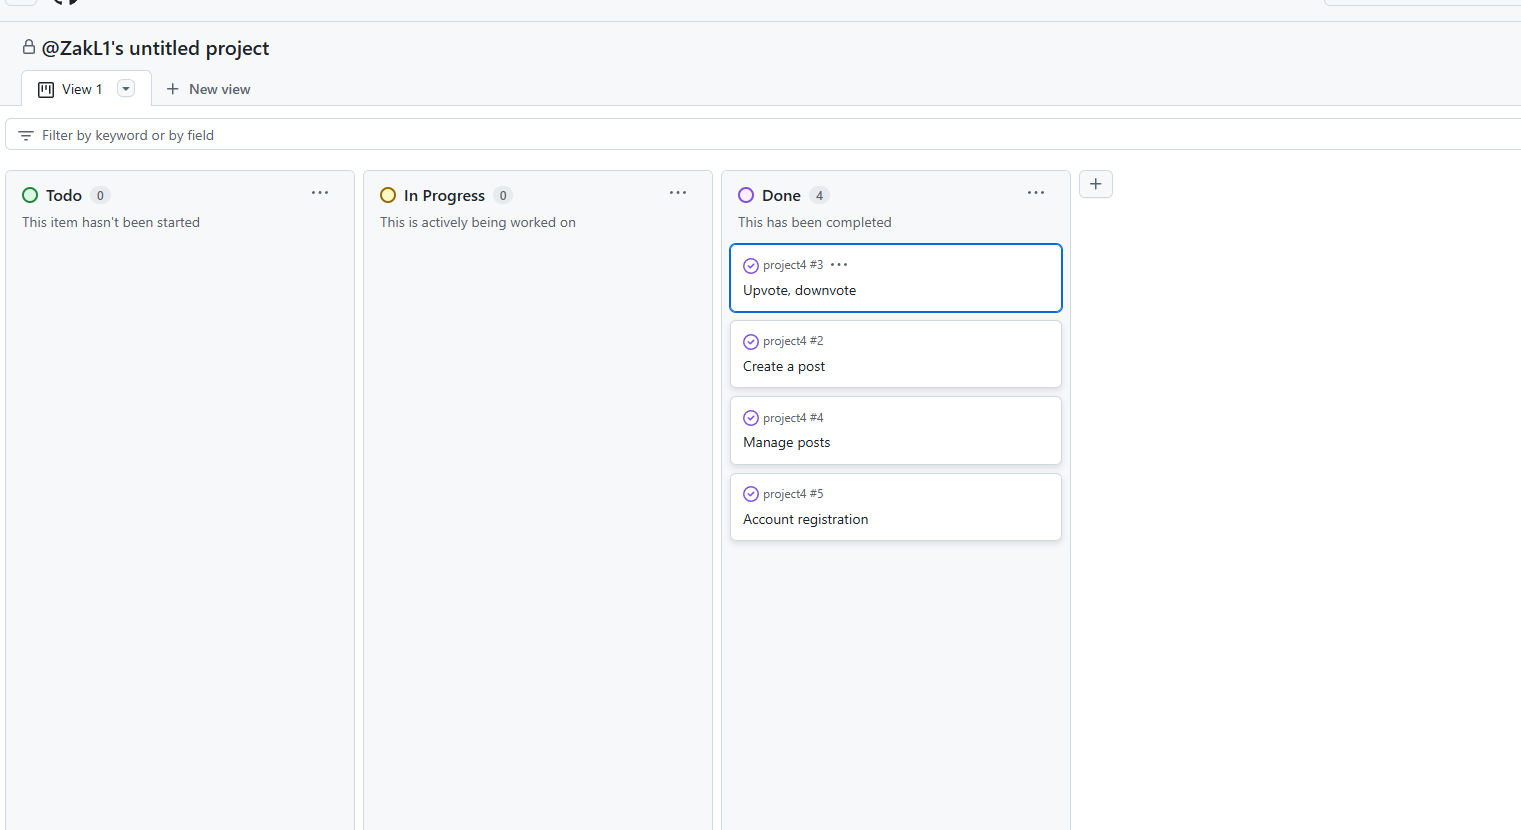 @ZakL1's untitled project
View 1
New view
Filter by keyword or by field
Todo 0
This item hasn't been started
In Progress 0
This is actively being worked on
Done 4
This has been completed
project4 #3
Upvote, downvote
project4 #2
Create a post
project4 #4
Manage posts
project4 #5
Account registration